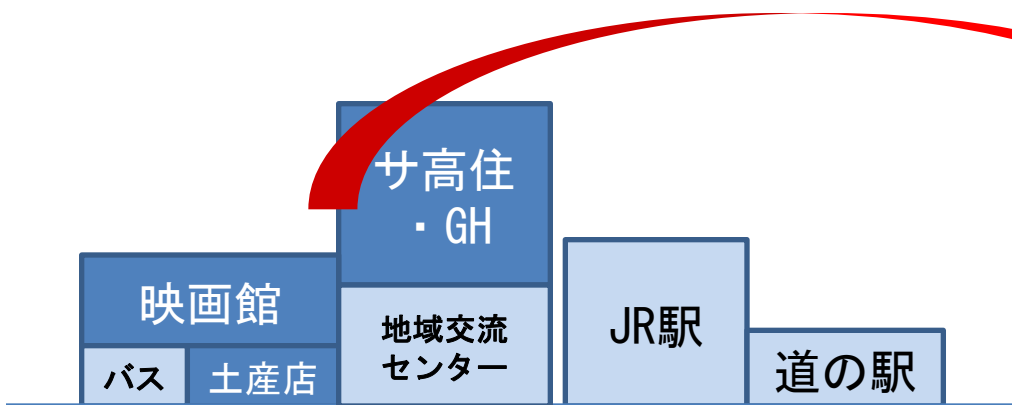 サ高住
・GH
映画館
地域交流
センター
JR駅
バス
土産店
道の駅